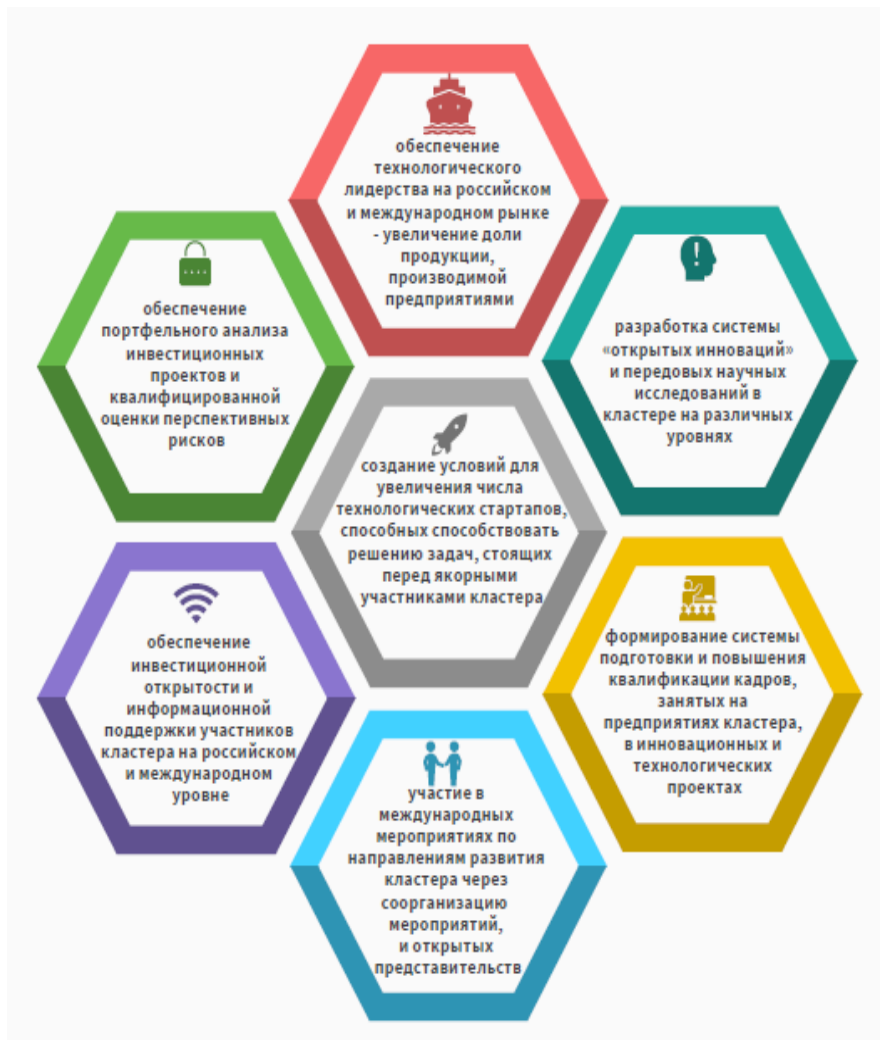 обеспечение
технологического
лидерства на российском
и международном рынке
- увеличение доли
продукции,
производимой
предприятиями
обеспечение
портфельного анализа
инвестиционных
проектов и
квалифицированной
оценки перспективных
рисков
разработка системы
«открытых инноваций»
и передовых научных
исследований в
кластере на различных
уровнях
создание условий для
увеличения числа
технологических стартапов,
способных способствовать
решению задач, стоящих
перед якорными
участниками кластера
обеспечение
инвестиционной
открытости и
информационной
поддержки участников
кластера на российском
и международном
уровне
формирование системы
подготовки и повышения
квалификации кадров,
занятых на
предприятиях кластера,
в инновационных и
технологических
проектах
участие в
международных
мероприятиях по
направлениям развития
кластера через
соорганизацию
мероприятий,
и открытых
представительств